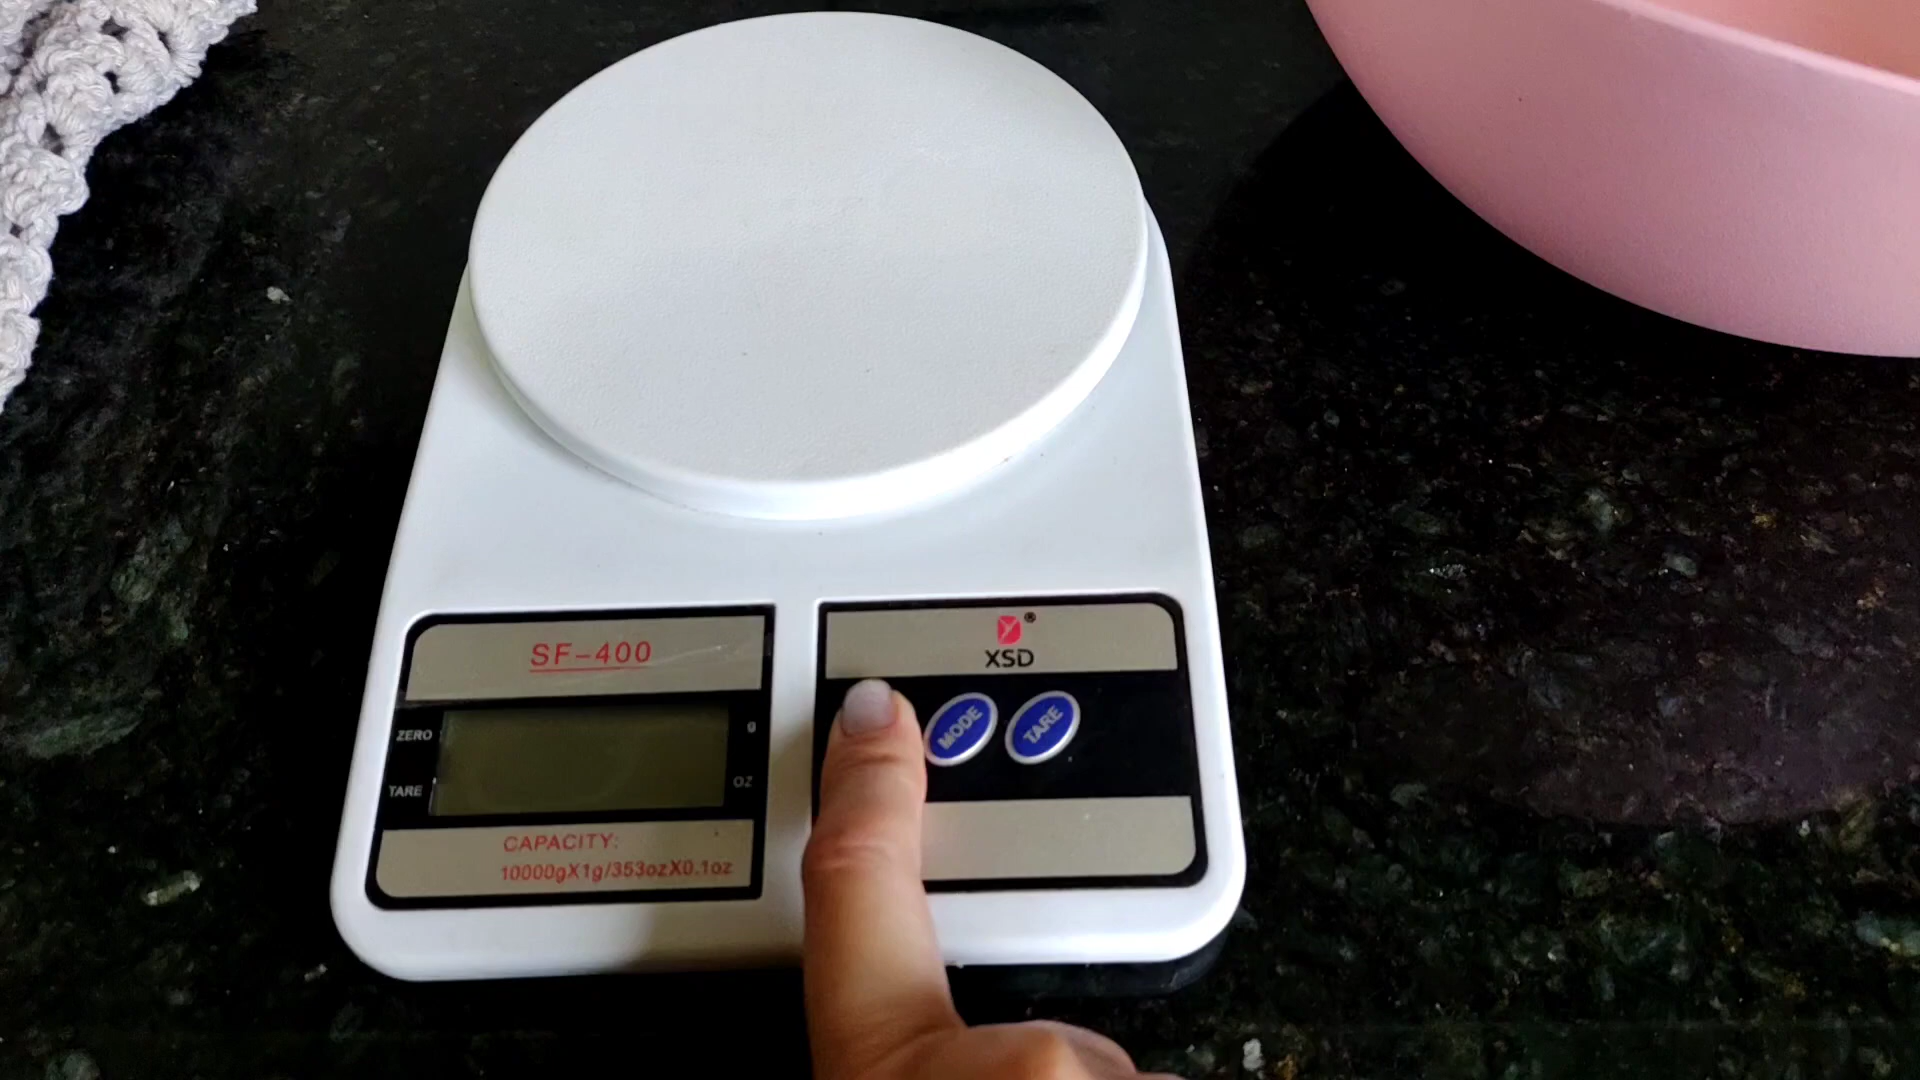 SF-400
ZERO
g
TARE
OZ
CAPACITY:
10000gX1g/353ozX0.1oz
®
XSD
MODE
TARE